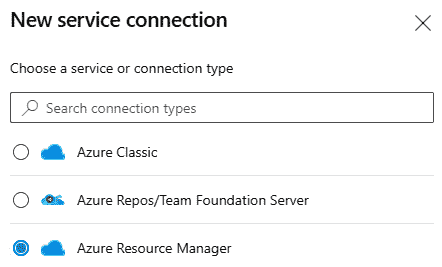 New service connection
Choose a service or connection type
Search connection types
Azure Classic
Azure Repos/Team Foundation Server
Azure Resource Manager